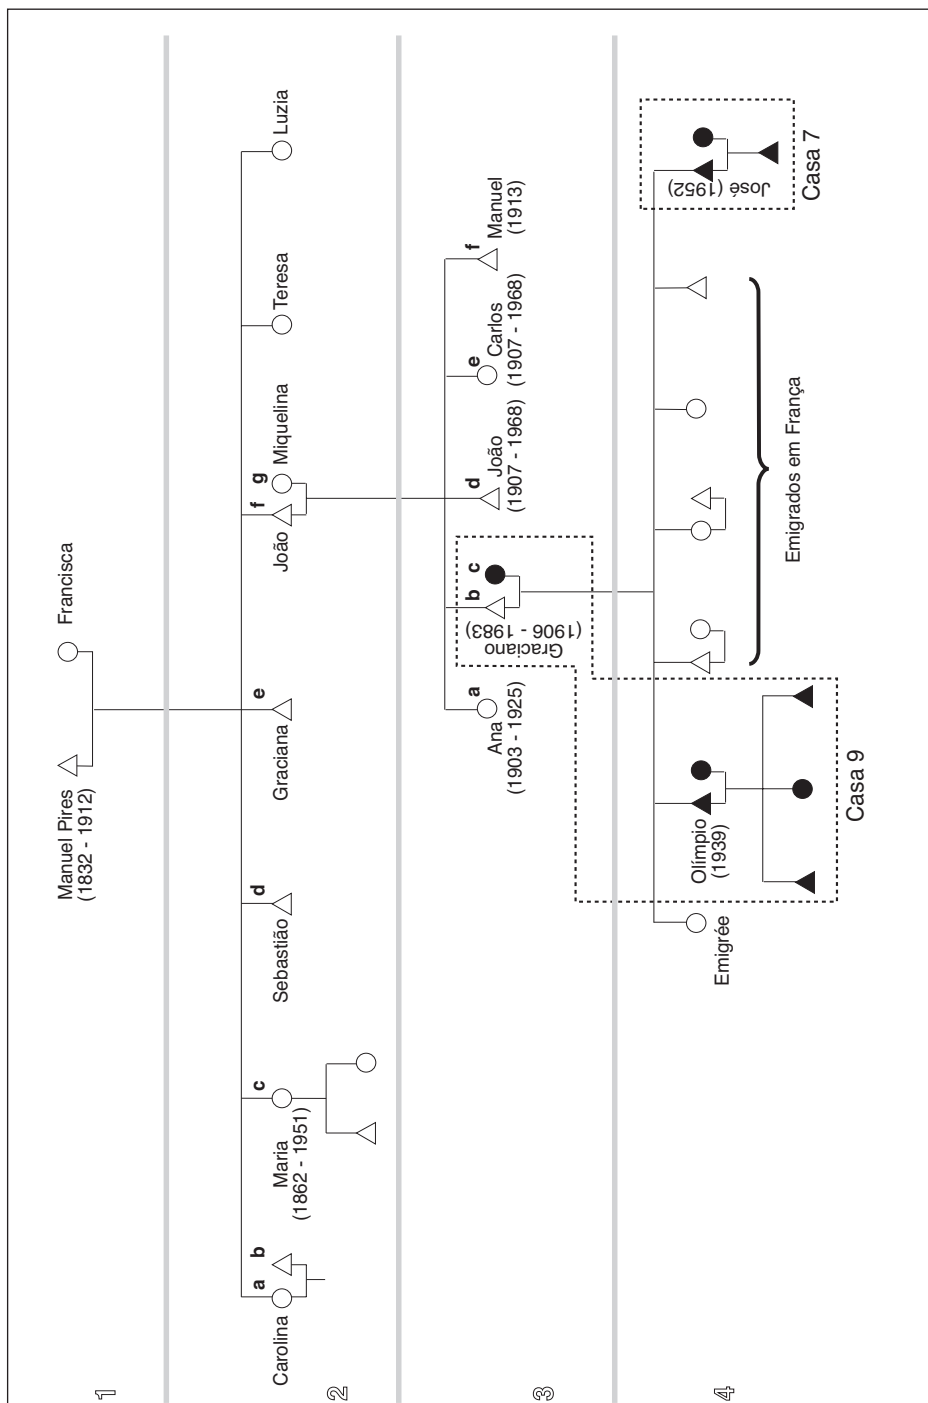 1
Manuel Pires
(1832 - 1912)
Francisca
2
Carolina
a
b
Maria
(1862 - 1951)
c
Sebastião
d
Graciana
e
João
f
g
Miquelina
Teresa
Luzia
3
Ana
(1903 - 1925)
a
Graciano
(1906 - 1983)
b
c
João
(1907 - 1968)
d
Carlos
(1907 - 1968)
e
Manuel
(1913)
f
4
Emigrée
Olímpio
(1939)
Casa 9
Emigrados em França
José (1952)
Casa 7